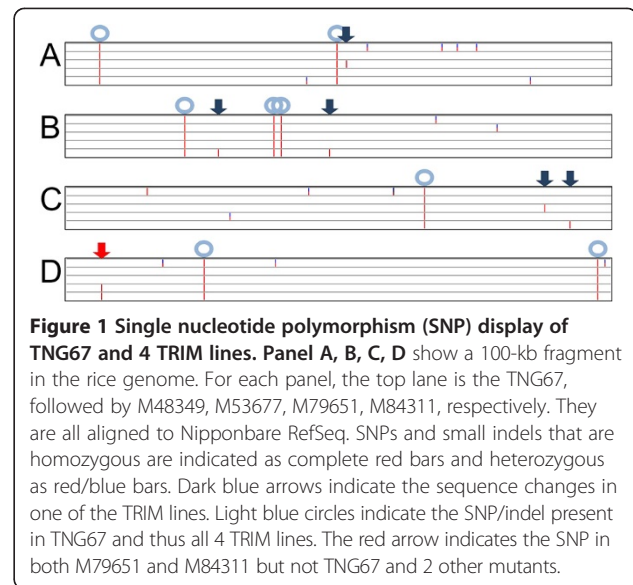 A
B
C
D
Figure 1 Single nucleotide polymorphism (SNP) display of
TNG67 and 4 TRIM lines. Panel A, B, C, D show a 100-kb fragment
in the rice genome. For each panel, the top lane is the TNG67,
followed by M48349, M53677, M79651, M84311, respectively. They
are all aligned to Nipponbare RefSeq. SNPs and small indels that are
homozygous are indicated as complete red bars and heterozygous
as red/blue bars. Dark blue arrows indicate the sequence changes in
one of the TRIM lines. Light blue circles indicate the SNP/indel present
in TNG67 and thus all 4 TRIM lines. The red arrow indicates the SNP in
both M79651 and M84311 but not TNG67 and 2 other mutants.